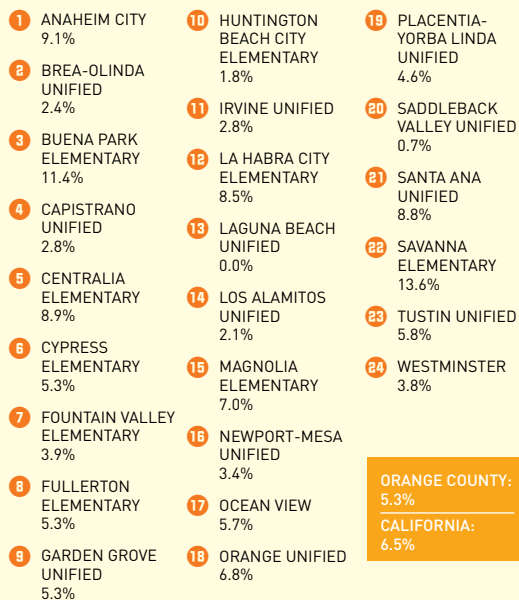 1 ANAHEIM CITY
9.1%
2 BREA-OLINDA
UNIFIED
2.4%
3 BUENA PARK
ELEMENTARY
11.4%
4 CAPISTRANO
UNIFIED
2.8%
5 CENTRALIA
ELEMENTARY
8.9%
6 CYPRESS
ELEMENTARY
5.3%
7 FOUNTAIN VALLEY
ELEMENTARY
3.9%
8 FULLERTON
ELEMENTARY
5.3%
9 GARDEN GROVE
UNIFIED
5.3%
10 HUNTINGTON
BEACH CITY
ELEMENTARY
1.8%
11 IRVINE UNIFIED
2.8%
12 LA HABRA CITY
ELEMENTARY
8.5%
13 LAGUNA BEACH
UNIFIED
0.0%
14 LOS ALAMITOS
UNIFIED
2.1%
15 MAGNOLIA
ELEMENTARY
7.0%
16 NEWPORT-MESA
UNIFIED
3.4%
17 OCEAN VIEW
5.7%
18 ORANGE UNIFIED
6.8%
19 PLACENTIA-
YORBA LINDA
UNIFIED
4.6%
20 SADDLEBACK
VALLEY UNIFIED
0.7%
21 SANTA ANA
UNIFIED
8.8%
22 SAVANNA
ELEMENTARY
13.6%
23 TUSTIN UNIFIED
5.8%
24 WESTMINSTER
3.8%
ORANGE COUNTY:
5.3%
CALIFORNIA:
6.5%